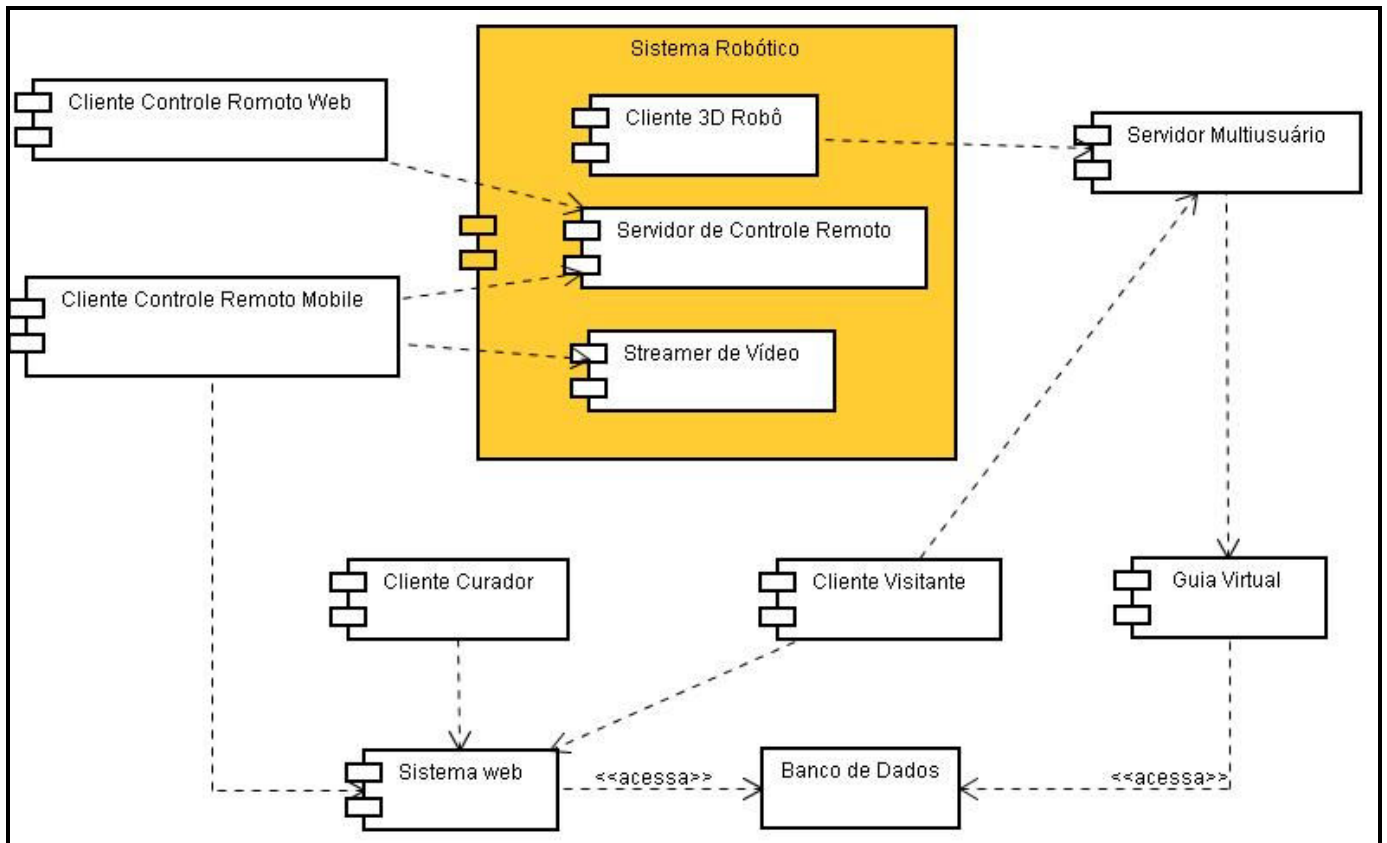 Sistema Robótico
Cliente Controle Romoto Web
Cliente 3D Robô
Servidor Multiusuário
Servidor de Controle Remoto
Cliente Controle Remoto Mobile
Streamer de Vídeo
Cliente Curador
Cliente Visitante
Guia Virtual
Sistema web
<<acessa>>
Banco de Dados
<<acessa>>